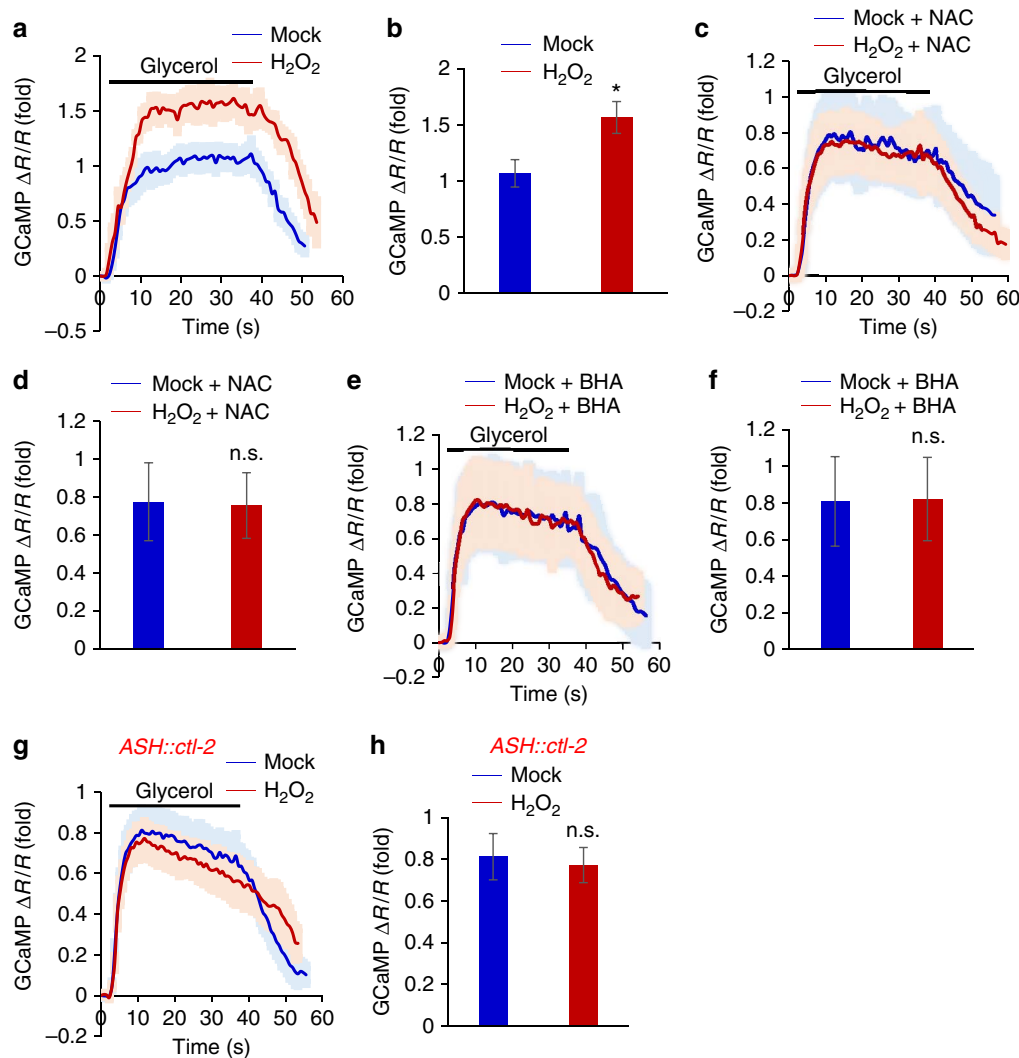 a
Mock
H2O2
Glycerol
GCaMP ΔR/R (fold)
2
1.5
1
0.5
0
–0.5
0 10 20 30 40 50 60
Time (s)
b
Mock
H2O2
*
GCaMP ΔR/R (fold)
2
1.5
1
0.5
0
c
Mock + NAC
H2O2 + NAC
Glycerol
GCaMP ΔR/R (fold)
1.2
1
0.8
0.6
0.4
0.2
0
–0.2
0 10 20 30 40 50 60
Time (s)
d
Mock + NAC
H2O2 + NAC
n.s.
GCaMP ΔR/R (fold)
1.2
1
0.8
0.6
0.4
0.2
0
e
Mock + BHA
H2O2 + BHA
Glycerol
GCaMP ΔR/R (fold)
1.2
1
0.8
0.6
0.4
0.2
0
–0.2
0 10 20 30 40 50 60
Time (s)
f
Mock + BHA
H2O2 + BHA
n.s.
GCaMP ΔR/R (fold)
1.2
1
0.8
0.6
0.4
0.2
0
g
ASH::ctl-2
Mock
H2O2
Glycerol
GCaMP ΔR/R (fold)
1
0.8
0.6
0.4
0.2
0
–0.2
0 10 20 30 40 50 60
Time (s)
h
ASH::ctl-2
Mock
H2O2
n.s.
GCaMP ΔR/R (fold)
1
0.8
0.6
0.4
0.2
0